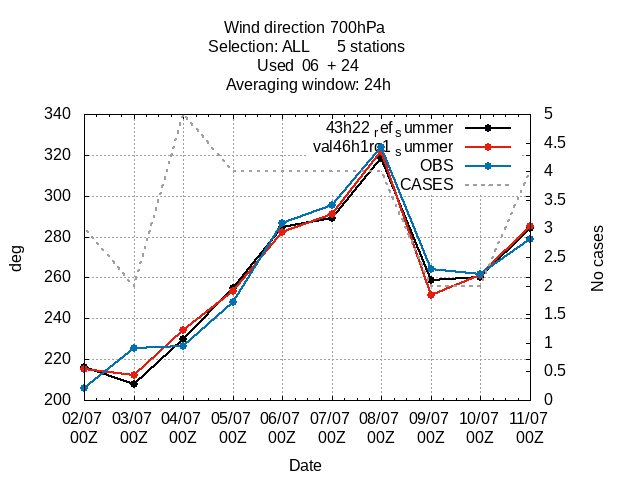 Wind direction 700hPa
Selection: ALL 5 stations
Used 06 + 24
Averaging window: 24h
43h22 ref summer
val46h1re1 summer
OBS
CASES
340
320
300
280
260
240
220
200
deg
5
4.5
4
3.5
3
2.5
2
1.5
1
0.5
0
No cases
02/07 03/07 04/07 05/07 06/07 07/07 08/07 09/07 10/07 11/07
00Z 00Z 00Z 00Z 00Z 00Z 00Z 00Z 00Z 00Z
Date